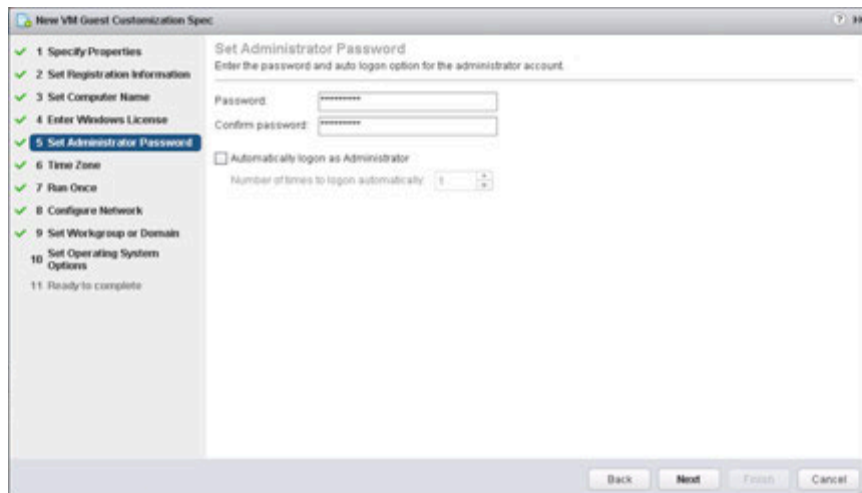 New VM Guest Customization Spec
?
1 Specify Properties
2 Set Registration Information
3 Set Computer Name
4 Enter Windows License
5 Set Administrator Password
6 Time Zone
7 Run Once
8 Configure Network
9 Set Workgroup or Domain
10 Set Operating System
Options
11 Ready to complete
Set Administrator Password
Enter the password and auto logon option for the administrator account.
Password: **********
Confirm password: **********
Automatically logon as Administrator
Number of times to logon automatically: 1
Back Next Finish Cancel